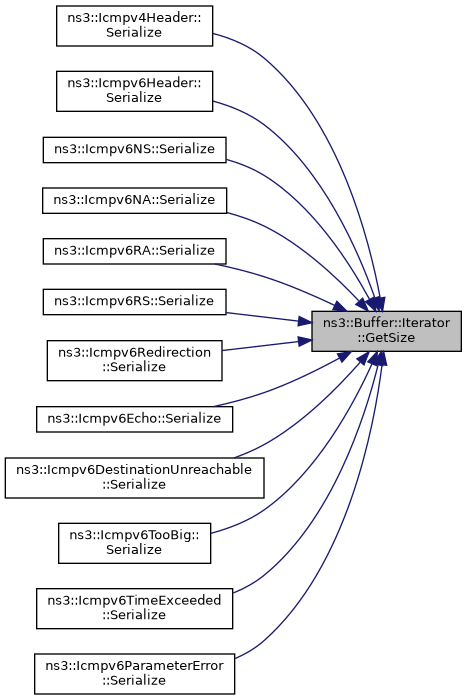 ns3::Icmpv4Header::
Serialize
ns3::Icmpv6Header::
Serialize
ns3::Icmpv6NS::Serialize
ns3::Icmpv6NA::Serialize
ns3::Icmpv6RA::Serialize
ns3::Icmpv6RS::Serialize
ns3::Buffer::Iterator
::GetSize
ns3::Icmpv6Redirection
::Serialize
ns3::Icmpv6Echo::Serialize
ns3::Icmpv6DestinationUnreachable
::Serialize
ns3::Icmpv6TooBig::
Serialize
ns3::Icmpv6TimeExceeded
::Serialize
ns3::Icmpv6ParameterError
::Serialize